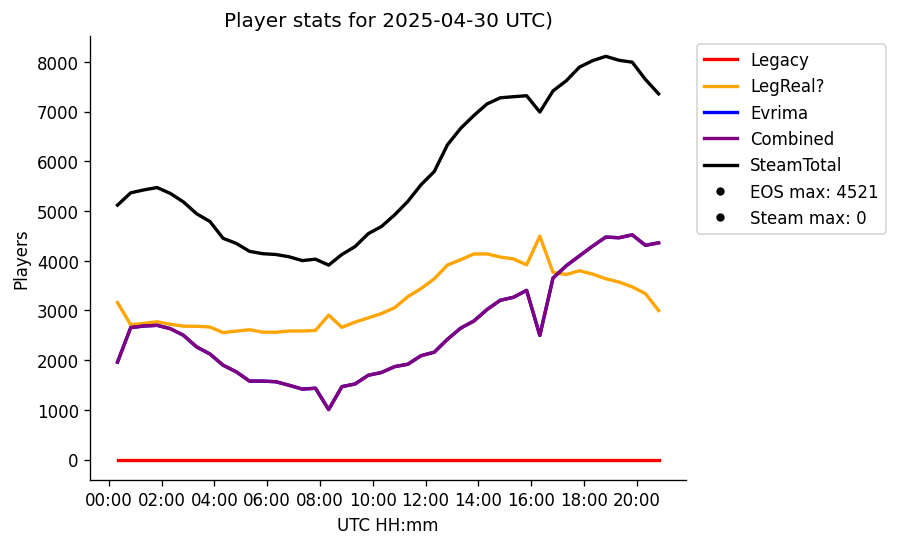 Player stats for 2025-04-30 UTC)
Legacy
LegReal?
Evrima
Combined
SteamTotal
EOS max: 4521
Steam max: 0
Players
8000
7000
6000
5000
4000
3000
2000
1000
0
00:00 02:00 04:00 06:00 08:00 10:00 12:00 14:00 16:00 18:00 20:00
UTC HH:mm